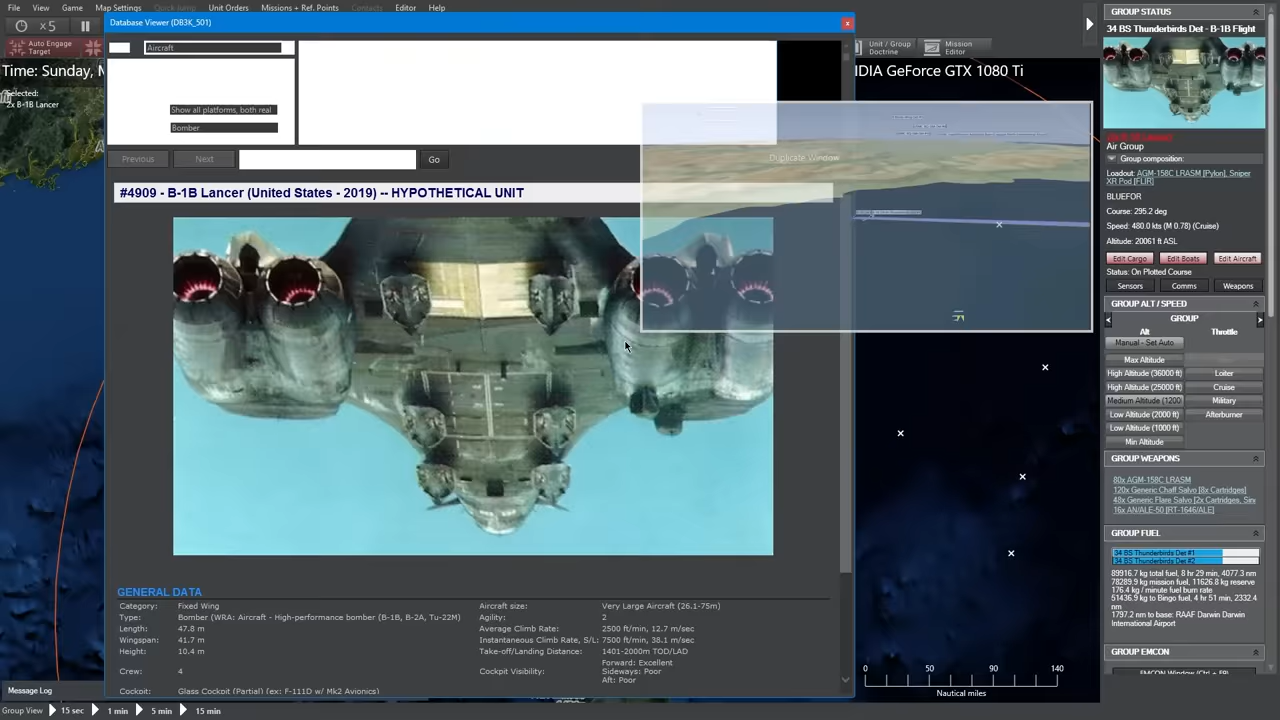 File View Game Map Settings Quick Jump Unit Orders Missions + Ref. Points Contacts Editor Help
Database Viewer (DB3K_501)
x
×5
Auto Engage
Target
Unit / Group
Doctrine
Mission
Editor
Time: Sunday, M
IDIA GeForce GTX 1080 Ti
Selected:
2x B-1B Lancer
Aircraft
Show all platforms, both real
Bomber
Previous Next Go
Duplicate Window
#4909 - B-1B Lancer (United States - 2019) -- HYPOTHETICAL UNIT
GENERAL DATA
Category: Fixed Wing
Type: Bomber (WRA: Aircraft - High-performance bomber (B-1B, B-2A, Tu-22M)
Length: 47.8 m
Wingspan: 41.7 m
Height: 10.4 m
Crew: 4
Cockpit: Glass Cockpit (Partial) (ex: F-111D w/ Mk2 Avionics)
Aircraft size: Very Large Aircraft (26.1-75m)
Agility: 2
Average Climb Rate: 2500 ft/min, 12.7 m/sec
Instantaneous Climb Rate, S/L: 7500 ft/min, 38.1 m/sec
Take-off/Landing Distance: 1401-2000m TOD/LAD
Cockpit Visibility: Forward: Excellent
Sideways: Poor
Aft: Poor
0 50 90 140
Nautical miles
Message Log
Group View 15 sec 1 min 5 min 15 min
GROUP STATUS
34 BS Thunderbirds Det - B-1B Flight
Air Group
Group composition:
Loadout: AGM-158C LRASM [Pylon], Sniper
XR Pod [FLIR]
BLUEFOR
Course: 295.2 deg
Speed: 480.0 kts (M 0.78) (Cruise)
Altitude: 20061 ft ASL
Edit Cargo Edit Boats Edit Aircraft
Status: On Plotted Course
Sensors Comms Weapons
GROUP ALT / SPEED
< GROUP >
Alt Throttle
Manual - Set Auto
Max Altitude
High Altitude (36000 ft) Loiter
High Altitude (25000 ft) Cruise
Medium Altitude (1200 Military
Low Altitude (2000 ft) Afterburner
Low Altitude (1000 ft)
Min Altitude
GROUP WEAPONS
80x AGM-158C LRASM
120x Generic Chaff Salvo [8x Cartridges]
48x Generic Flare Salvo [2x Cartridges, Sin
16x AN/ALE-50 [RT-1646/ALE]
GROUP FUEL
34 BS Thunderbirds Det #1
34 BS Thunderbirds Det #2
89916.7 kg total fuel, 8 hr 29 min, 4077.3 nm
78289.9 kg mission fuel, 11626.8 kg reserve
176.4 kg / minute fuel burn rate
51436.9 kg to Bingo fuel, 4 hr 51 min, 2332.4
nm
1797.2 nm to base: RAAF Darwin Darwin
International Airport
GROUP EMCON
EMCON Window (Ctrl + F9)